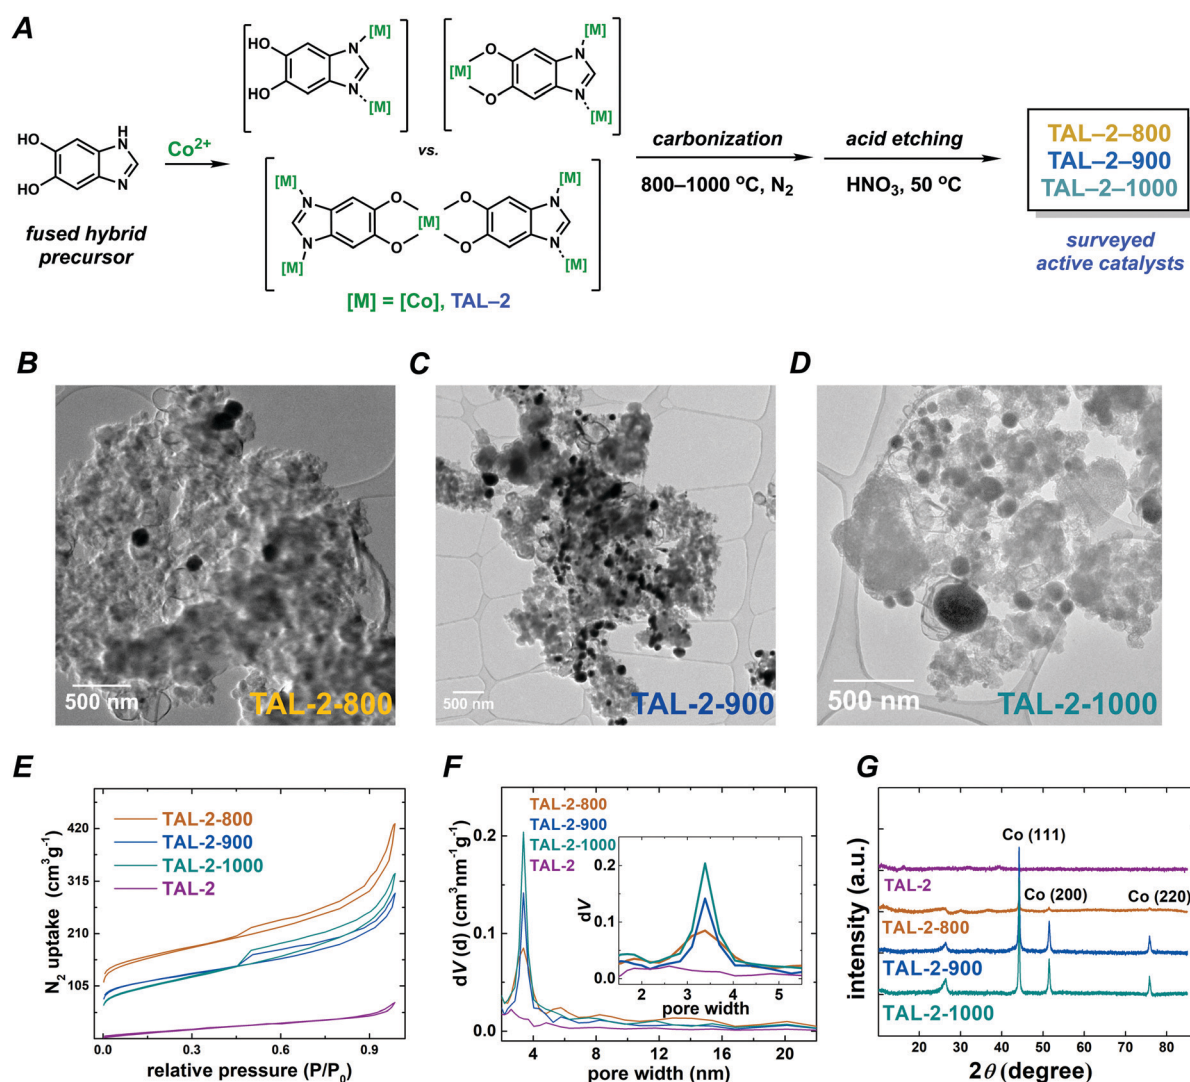 A
HO
HO
H
N
N
fused hybrid
precursor
Co2+
HO
HO
N
N
[M]
[M]
vs.
[M]
O
O
N
N
[M]
[M]
[M]
[M]
N
N
O
O
[M]
O
O
N
N
[M]
[M]
[M] = [Co], TAL–2
carbonization
800–1000 oC, N2
acid etching
HNO3, 50 oC
TAL–2–800
TAL–2–900
TAL–2–1000
surveyed
active catalysts
B
500 nm
TAL-2-800
C
500 nm
TAL-2-900
D
500 nm
TAL-2-1000
E
N2 uptake (cm3g-1)
420
315
210
105
TAL-2-800
TAL-2-900
TAL-2-1000
TAL-2
0.0 0.3 0.6 0.9
relative pressure (P/P0)
F
dV (d) (cm3nm-1g-1)
0.2
0.1
0.0
TAL-2-800
TAL-2-900
TAL-2-1000
TAL-2
dV
0.2
0.1
0.0
2 3 4 5
pore width
4 8 12 16 20
pore width (nm)
G
intensity (a.u.)
Co (111)
Co (200)
Co (220)
TAL-2
TAL-2-800
TAL-2-900
TAL-2-1000
20 30 40 50 60 70 80
2θ (degree)